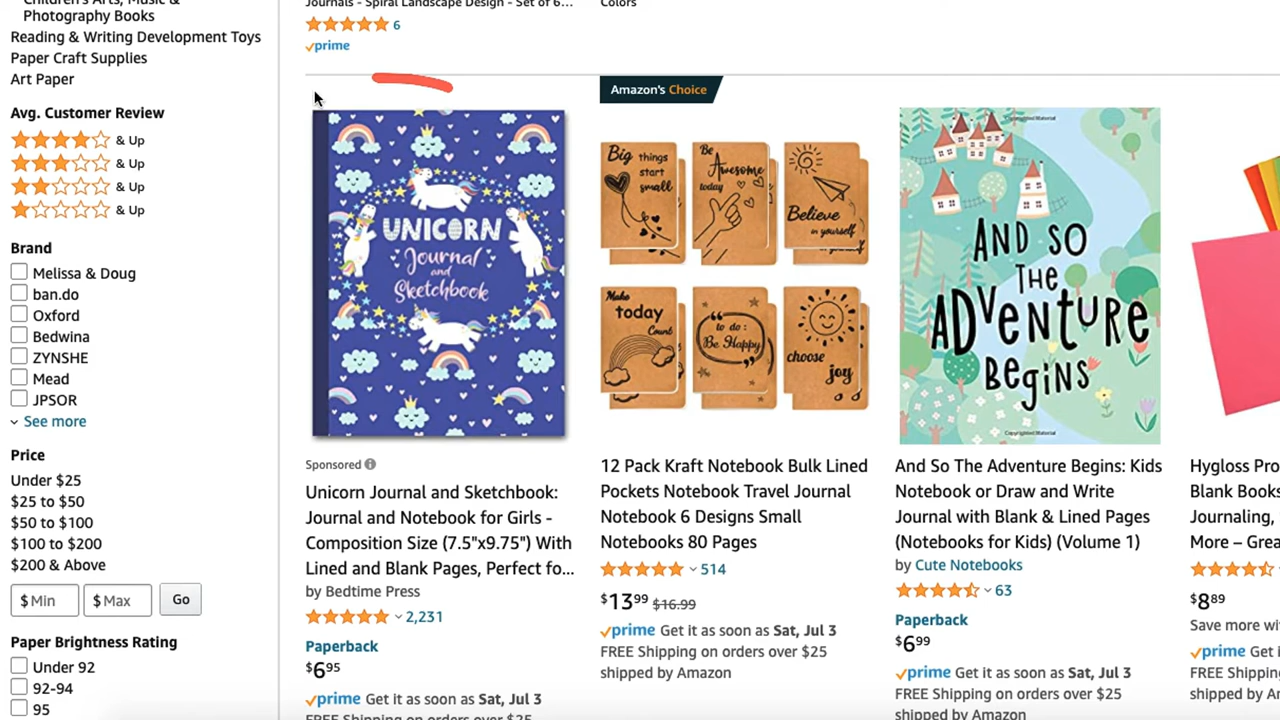 Children's Arts, Music &
Photography Books
Reading & Writing Development Toys
Paper Craft Supplies
Art Paper
Avg. Customer Review
& Up
& Up
& Up
& Up
Brand
Melissa & Doug
ban.do
Oxford
Bedwina
ZYNSHE
Mead
JPSOR
See more
Price
Under $25
$25 to $50
$50 to $100
$100 to $200
$200 & Above
$ Min
$ Max
Go
Paper Brightness Rating
Under 92
92-94
95
Journals - Spiral Landscape Design - Set of 6...
6
prime
UNICORN
Journal
and
Sketchbook
Sponsored
Unicorn Journal and Sketchbook:
Journal and Notebook for Girls -
Composition Size (7.5"x9.75") With
Lined and Blank Pages, Perfect fo...
by Bedtime Press
2,231
Paperback
$6.95
prime Get it as soon as Sat, Jul 3
FREE Shipping on orders over $25
Colors
Amazon's Choice
Big things
start
small
Be
Awesome
today
Believe
in yourself
Make
today
Count
to do :
Be Happy
choose
joy
12 Pack Kraft Notebook Bulk Lined
Pockets Notebook Travel Journal
Notebook 6 Designs Small
Notebooks 80 Pages
514
$13.99 $16.99
prime Get it as soon as Sat, Jul 3
FREE Shipping on orders over $25
shipped by Amazon
Copyrighted Material
AND SO
THE
ADVENTURE
BEGINS
Copyrighted Material
And So The Adventure Begins: Kids
Notebook or Draw and Write
Journal with Blank & Lined Pages
(Notebooks for Kids) (Volume 1)
by Cute Notebooks
63
Paperback
$6.99
prime Get it as soon as Sat, Jul 3
FREE Shipping on orders over $25
shipped by Amazon
Hygloss Pro
Blank Books
Journaling,
More – Grea
$8.89
Save more wi
prime Get i
FREE Shippin
shipped by A